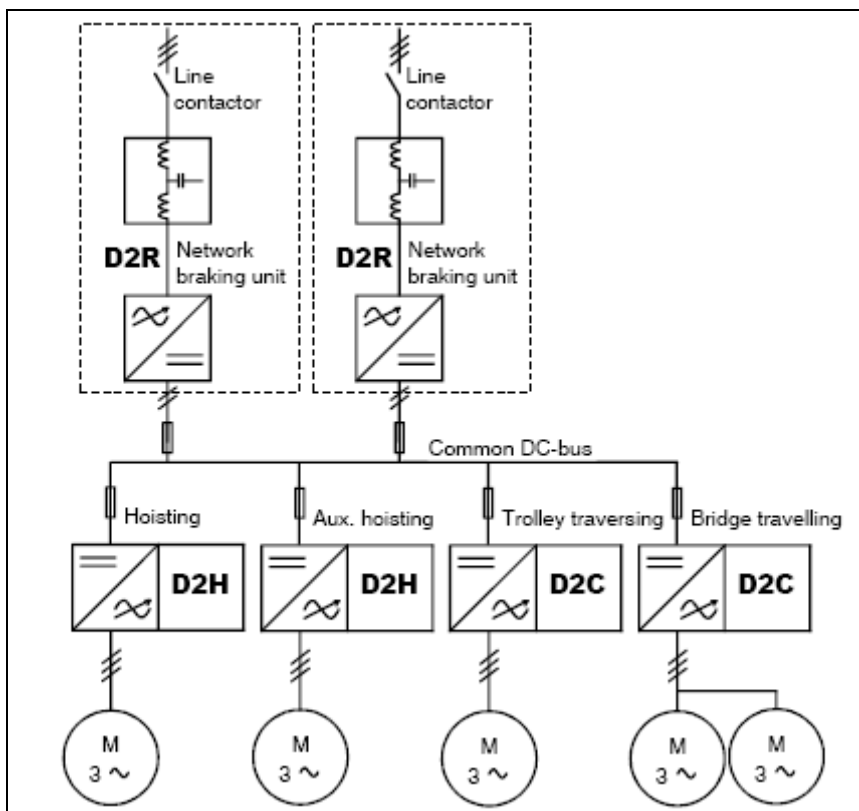 Line
contactor
Line
contactor
D2R Network
braking unit
D2R Network
braking unit
Common DC-bus
Hoisting
Aux. hoisting
Trolley traversing
Bridge travelling
D2H
D2H
D2C
D2C
M
3 ~
M
3 ~
M
3 ~
M
3 ~
M
3 ~